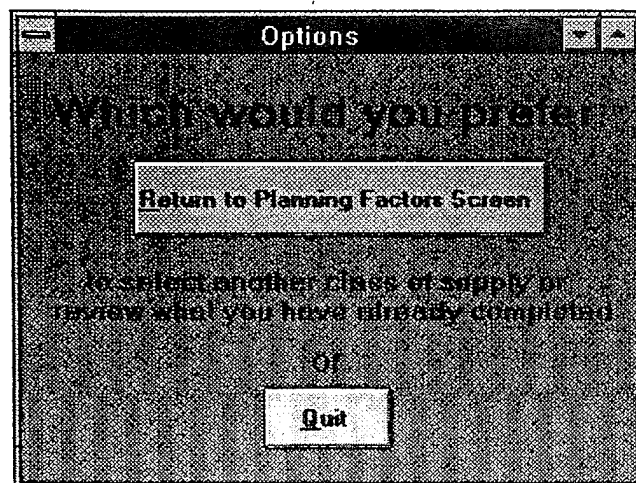 Options
Which would you prefer
Return to Planning Factors Screen
to select another class of supply or
review what you have already completed
or
Quit